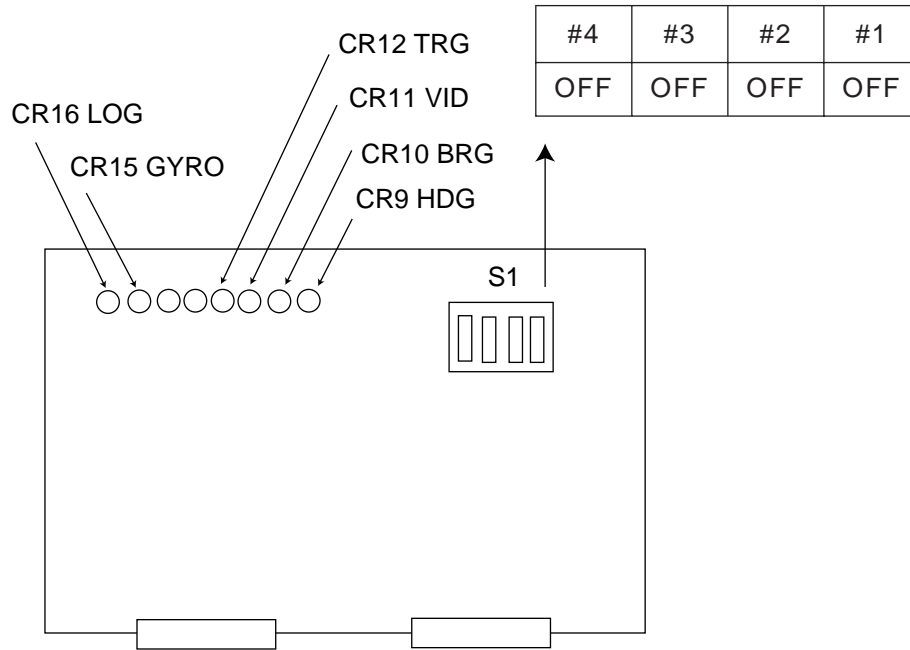 CR12 TRG
CR11 VID
CR16 LOG
CR15 GYRO
CR10 BRG
CR9 HDG
#4 #3 #2 #1
OFF OFF OFF OFF
S1